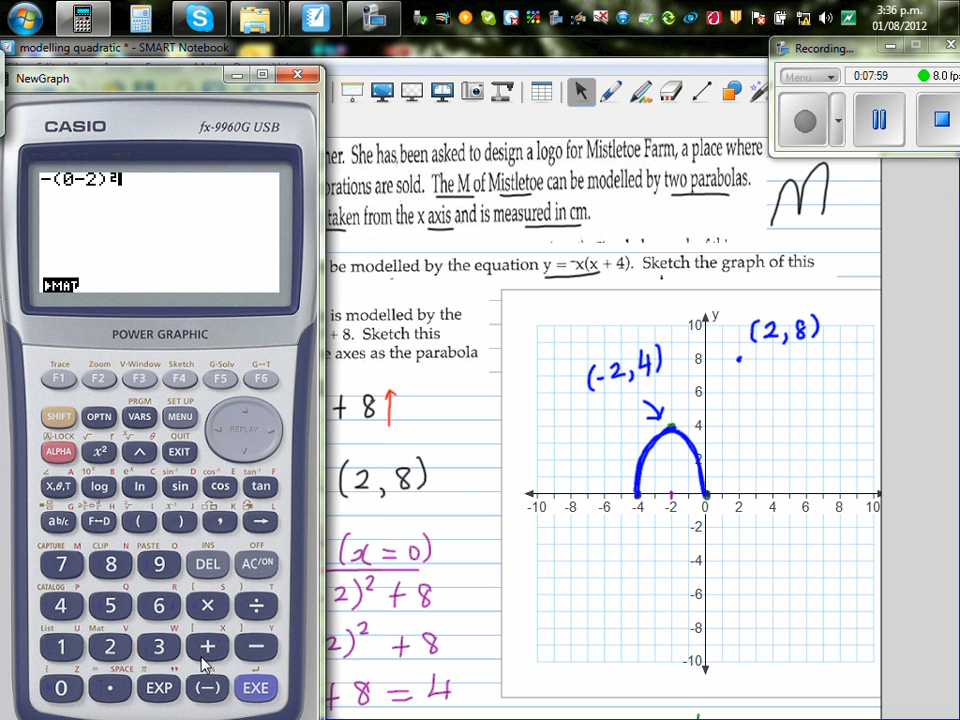 3:36 p.m.
01/08/2012
modelling quadratic * - SMART Notebook
Recording...
Menu
0:07:59
8.0 fps
NewGraph
CASIO
fx-9960G USB
-(0-2)²
MAT
POWER GRAPHIC
Trace Zoom V-Window Sketch G-Solv G↔T
F1 F2 F3 F4 F5 F6
PRGM SET UP
SHIFT OPTN VARS MENU
REPLAY
A-LOCK √ QUIT
ALPHA x² ^ EXIT
∠ A 10ˣ B eˣ C sin⁻¹ D cos⁻¹ E tan⁻¹ F
X,θ,T log ln sin cos tan
ab/c F↔D ( ) , →
CAPTURE M CLIP N PASTE O INS OFF
7 8 9 DEL AC/ON
CATALOG P Q R { S } T
4 5 6 × ÷
List U Mat V W [ X ] Y
1 2 3 + −
i Z = SPACE π " Ans ↵
0 . EXP (−) EXE
ner. She has been asked to design a logo for Mistletoe Farm, a place where
orations are sold. The M of Mistletoe can be modelled by two parabolas.
taken from the x axis and is measured in cm.
M
be modelled by the equation y = ⁻x(x + 4). Sketch the graph of this
is modelled by the
+ 8. Sketch this
e axes as the parabola
+ 8 ↑
(2, 8)
(x = 0)
2)² + 8
2)² + 8
+ 8 = 4
y
(2, 8)
(-2, 4)
10
8
6
4
2
-10 -8 -6 -4 -2 0 2 4 6 8 10
-2
-4
-6
-8
-10